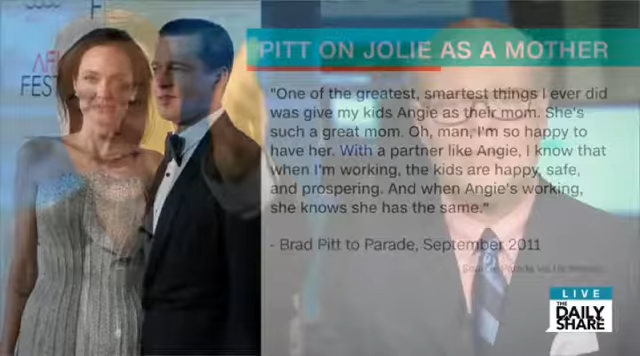 AFI
FEST
PITT ON JOLIE AS A MOTHER
"One of the greatest, smartest things I ever did
was give my kids Angie as their mom. She's
such a great mom. Oh, man, I'm so happy to
have her. With a partner like Angie, I know that
when I'm working, the kids are happy, safe,
and prospering. And when Angie's working,
she knows she has the same."
- Brad Pitt to Parade, September 2011
LIVE
THE
DAILY
SHARE